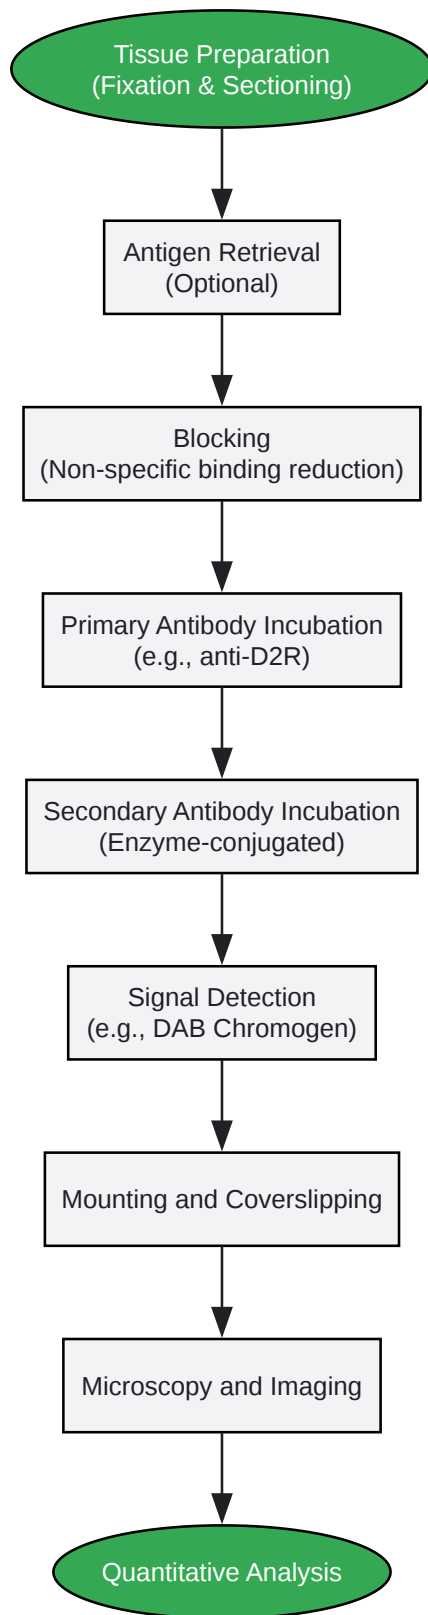 Tissue Preparation
(Fixation & Sectioning)
Antigen Retrieval
(Optional)
Blocking
(Non-specific binding reduction)
Primary Antibody Incubation
(e.g., anti-D2R)
Secondary Antibody Incubation
(Enzyme-conjugated)
Signal Detection
(e.g., DAB Chromogen)
Mounting and Coverslipping
Microscopy and Imaging
Quantitative Analysis